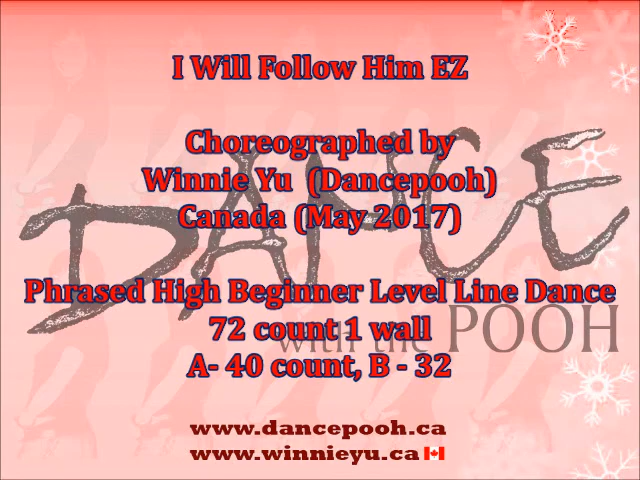 I Will Follow Him EZ
Choreographed by
Winnie Yu (Dancepooh)
Canada (May 2017)
DANCE
Phrased High Beginner Level Line Dance
72 count 1 wall
with the POOH
A- 40 count, B - 32
www.dancepooh.ca
www.winnieyu.ca